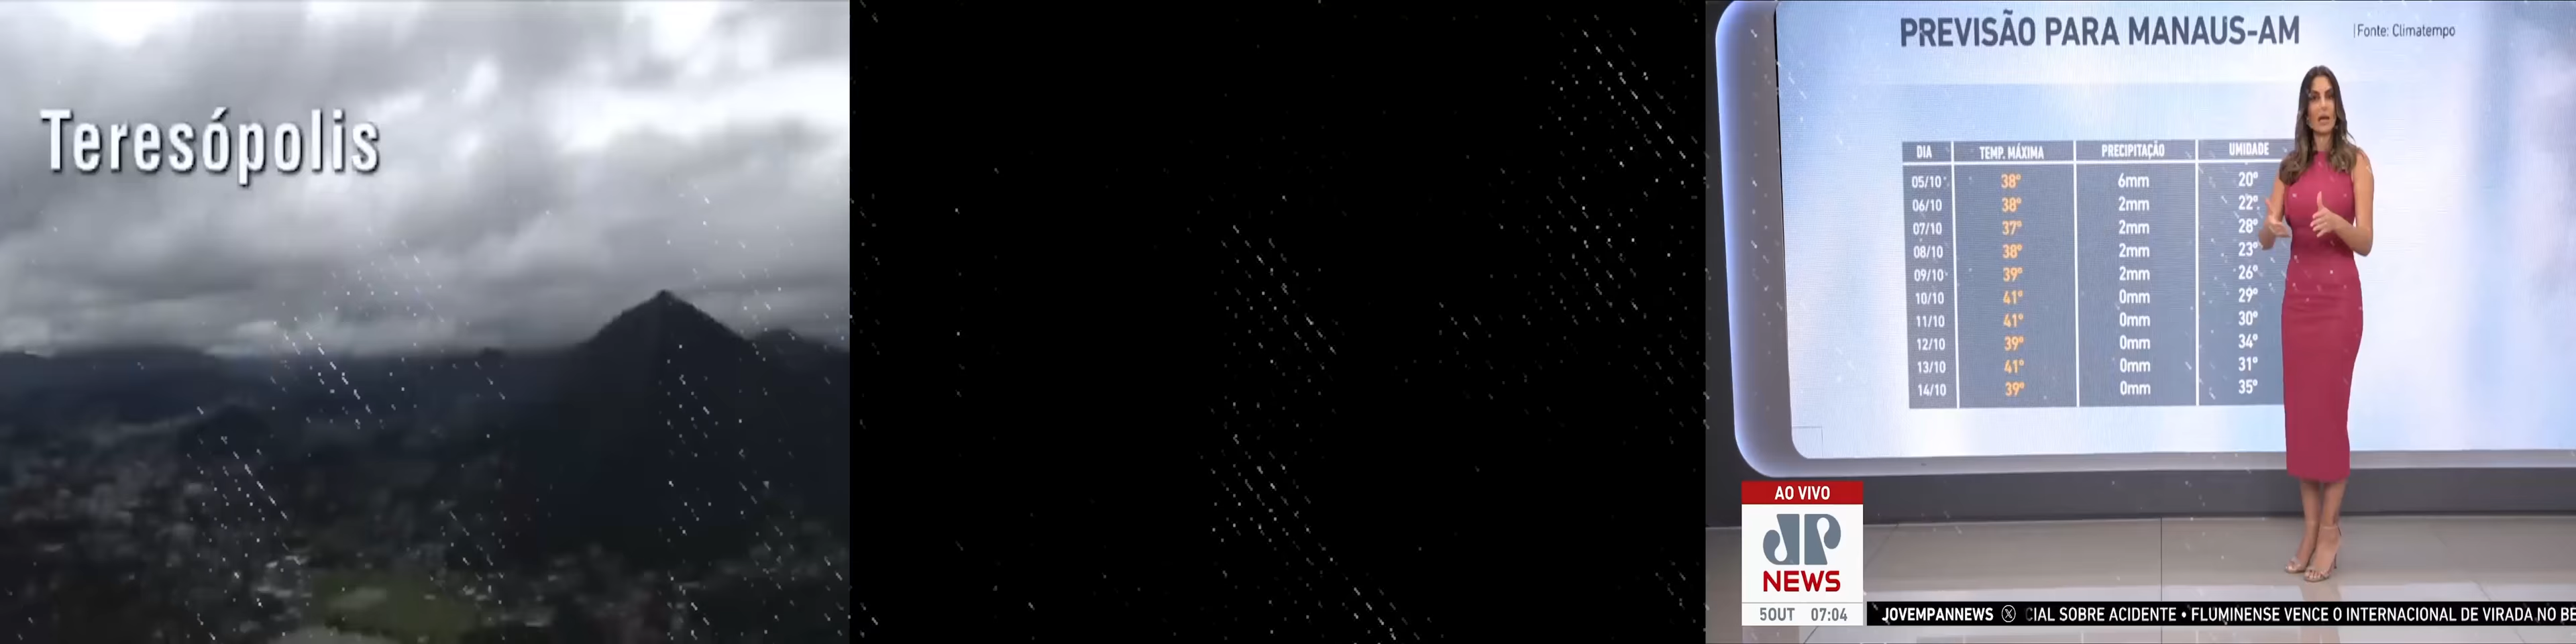 Teresópolis
PREVISÃO PARA MANAUS-AM
|Fonte: Climatempo
DIA TEMP. MÁXIMA PRECIPITAÇÃO UMIDADE
05/10 38° 6mm 20°
06/10 38° 2mm 22°
07/10 37° 2mm 28°
08/10 38° 2mm 23°
09/10 39° 2mm 26°
10/10 41° 0mm 29°
11/10 41° 0mm 30°
12/10 39° 0mm 34°
13/10 41° 0mm 31°
14/10 39° 0mm 35°
AO VIVO
JP
NEWS
5OUT 07:04
JOVEMPANNEWS CIAL SOBRE ACIDENTE • FLUMINENSE VENCE O INTERNACIONAL DE VIRADA NO BE